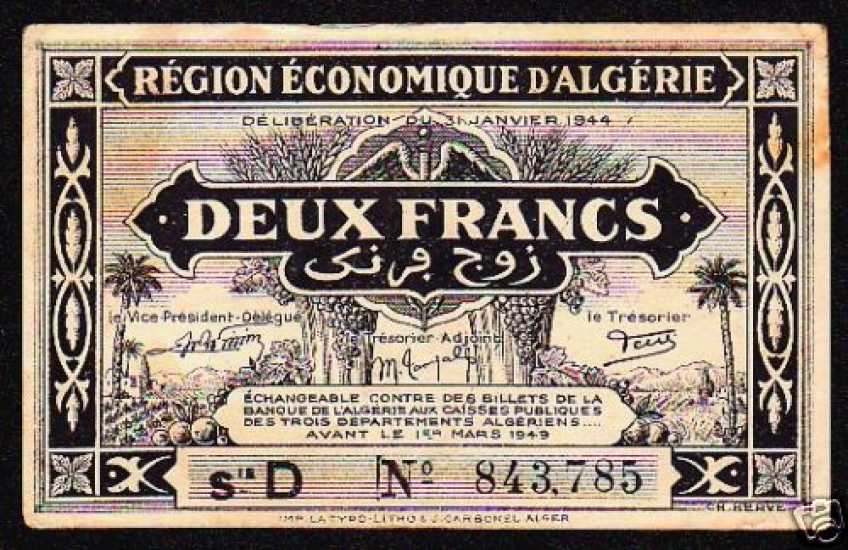 RÉGION ÉCONOMIQUE D'ALGÉRIE
DÉLIBÉRATION DU 31 JANVIER 1944
DEUX FRANCS
زوج فرنك
le Vice-Président-Délégué
le Trésorier-Adjoint
le Trésorier
ÉCHANGEABLE CONTRE DES BILLETS DE LA
BANQUE DE L'ALGÉRIE AUX CAISSES PUBLIQUES
DES TROIS DÉPARTEMENTS ALGÉRIENS....
AVANT LE 1ER MARS 1949
SIE D No 843,785
CH. HERVÉ
IMP. LA TYPO-LITHO & J. CARBONEL ALGER